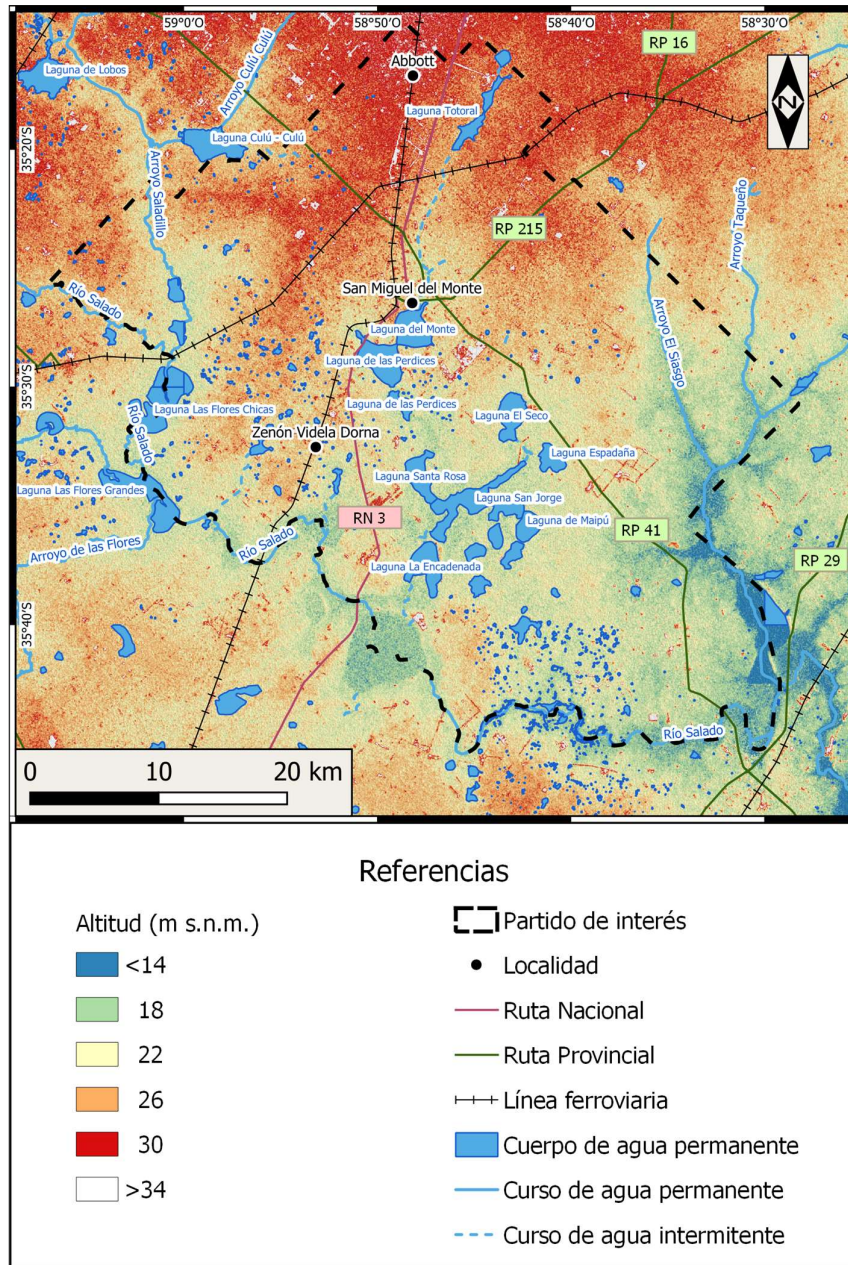 59°0'O
58°50'O
58°40'O
58°30'O
RP 16
Abbott
Laguna de Lobos
Arroyo Culú Culú
Laguna Totoral
N
Laguna Culú - Culú
35°20'S
Arroyo Saladillo
Arroyo Taqueño
RP 215
Río Salado
San Miguel del Monte
Laguna del Monte
Arroyo El Siasgo
Laguna de las Perdices
35°30'S
Laguna Las Flores Chicas
Laguna de las Perdices
Laguna El Seco
Río Salado
Zenón Videla Dorna
Laguna Espadaña
Laguna Las Flores Grandes
Laguna Santa Rosa
Laguna San Jorge
RN 3
Laguna de Maipú
RP 41
Arroyo de las Flores
Río Salado
RP 29
Laguna La Encadenada
35°40'S
Río Salado
0 10 20 km
Referencias
Altitud (m s.n.m.)
<14
18
22
26
30
>34
Partido de interés
Localidad
Ruta Nacional
Ruta Provincial
Línea ferroviaria
Cuerpo de agua permanente
Curso de agua permanente
Curso de agua intermitente